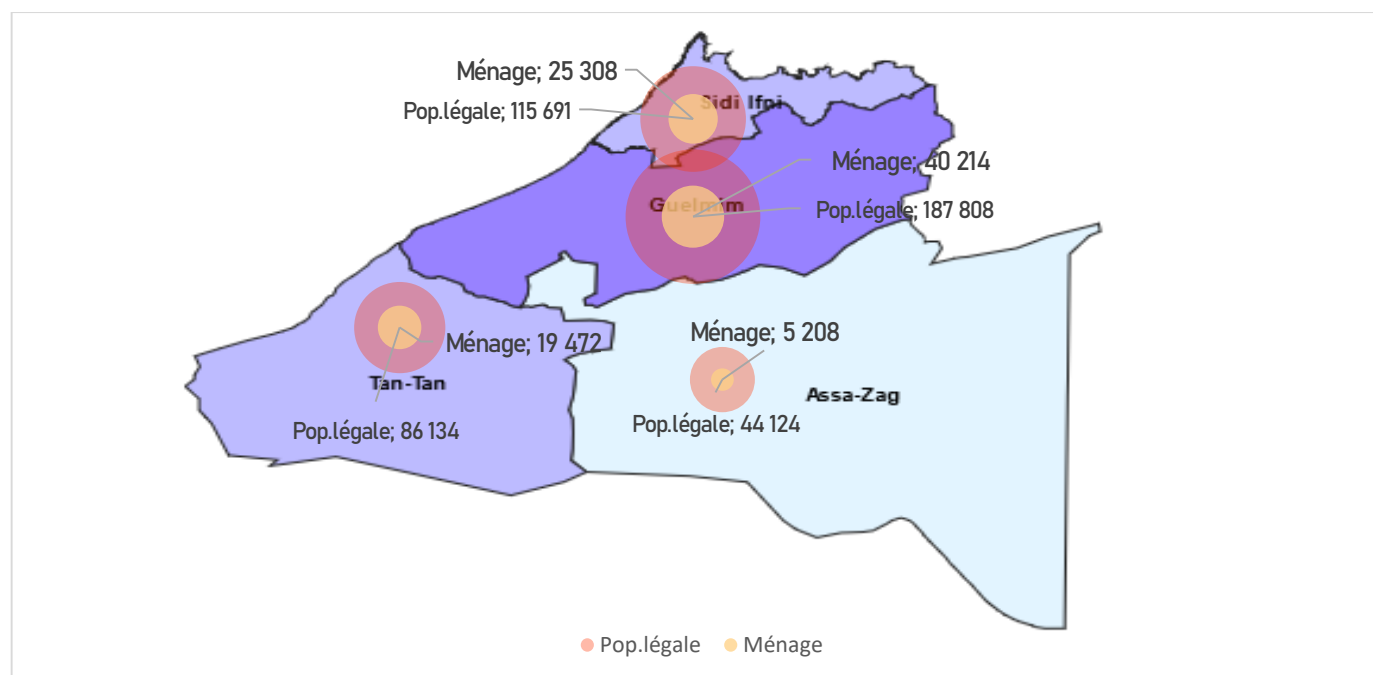 Ménage; 25 308
Sidi Ifni
Pop.légale; 115 691
Ménage; 40 214
Guelmim
Pop.légale; 187 808
Ménage; 5 208
Ménage; 19 472
Tan-Tan
Assa-Zag
Pop.légale; 44 124
Pop.légale; 86 134
Pop.légale
Ménage